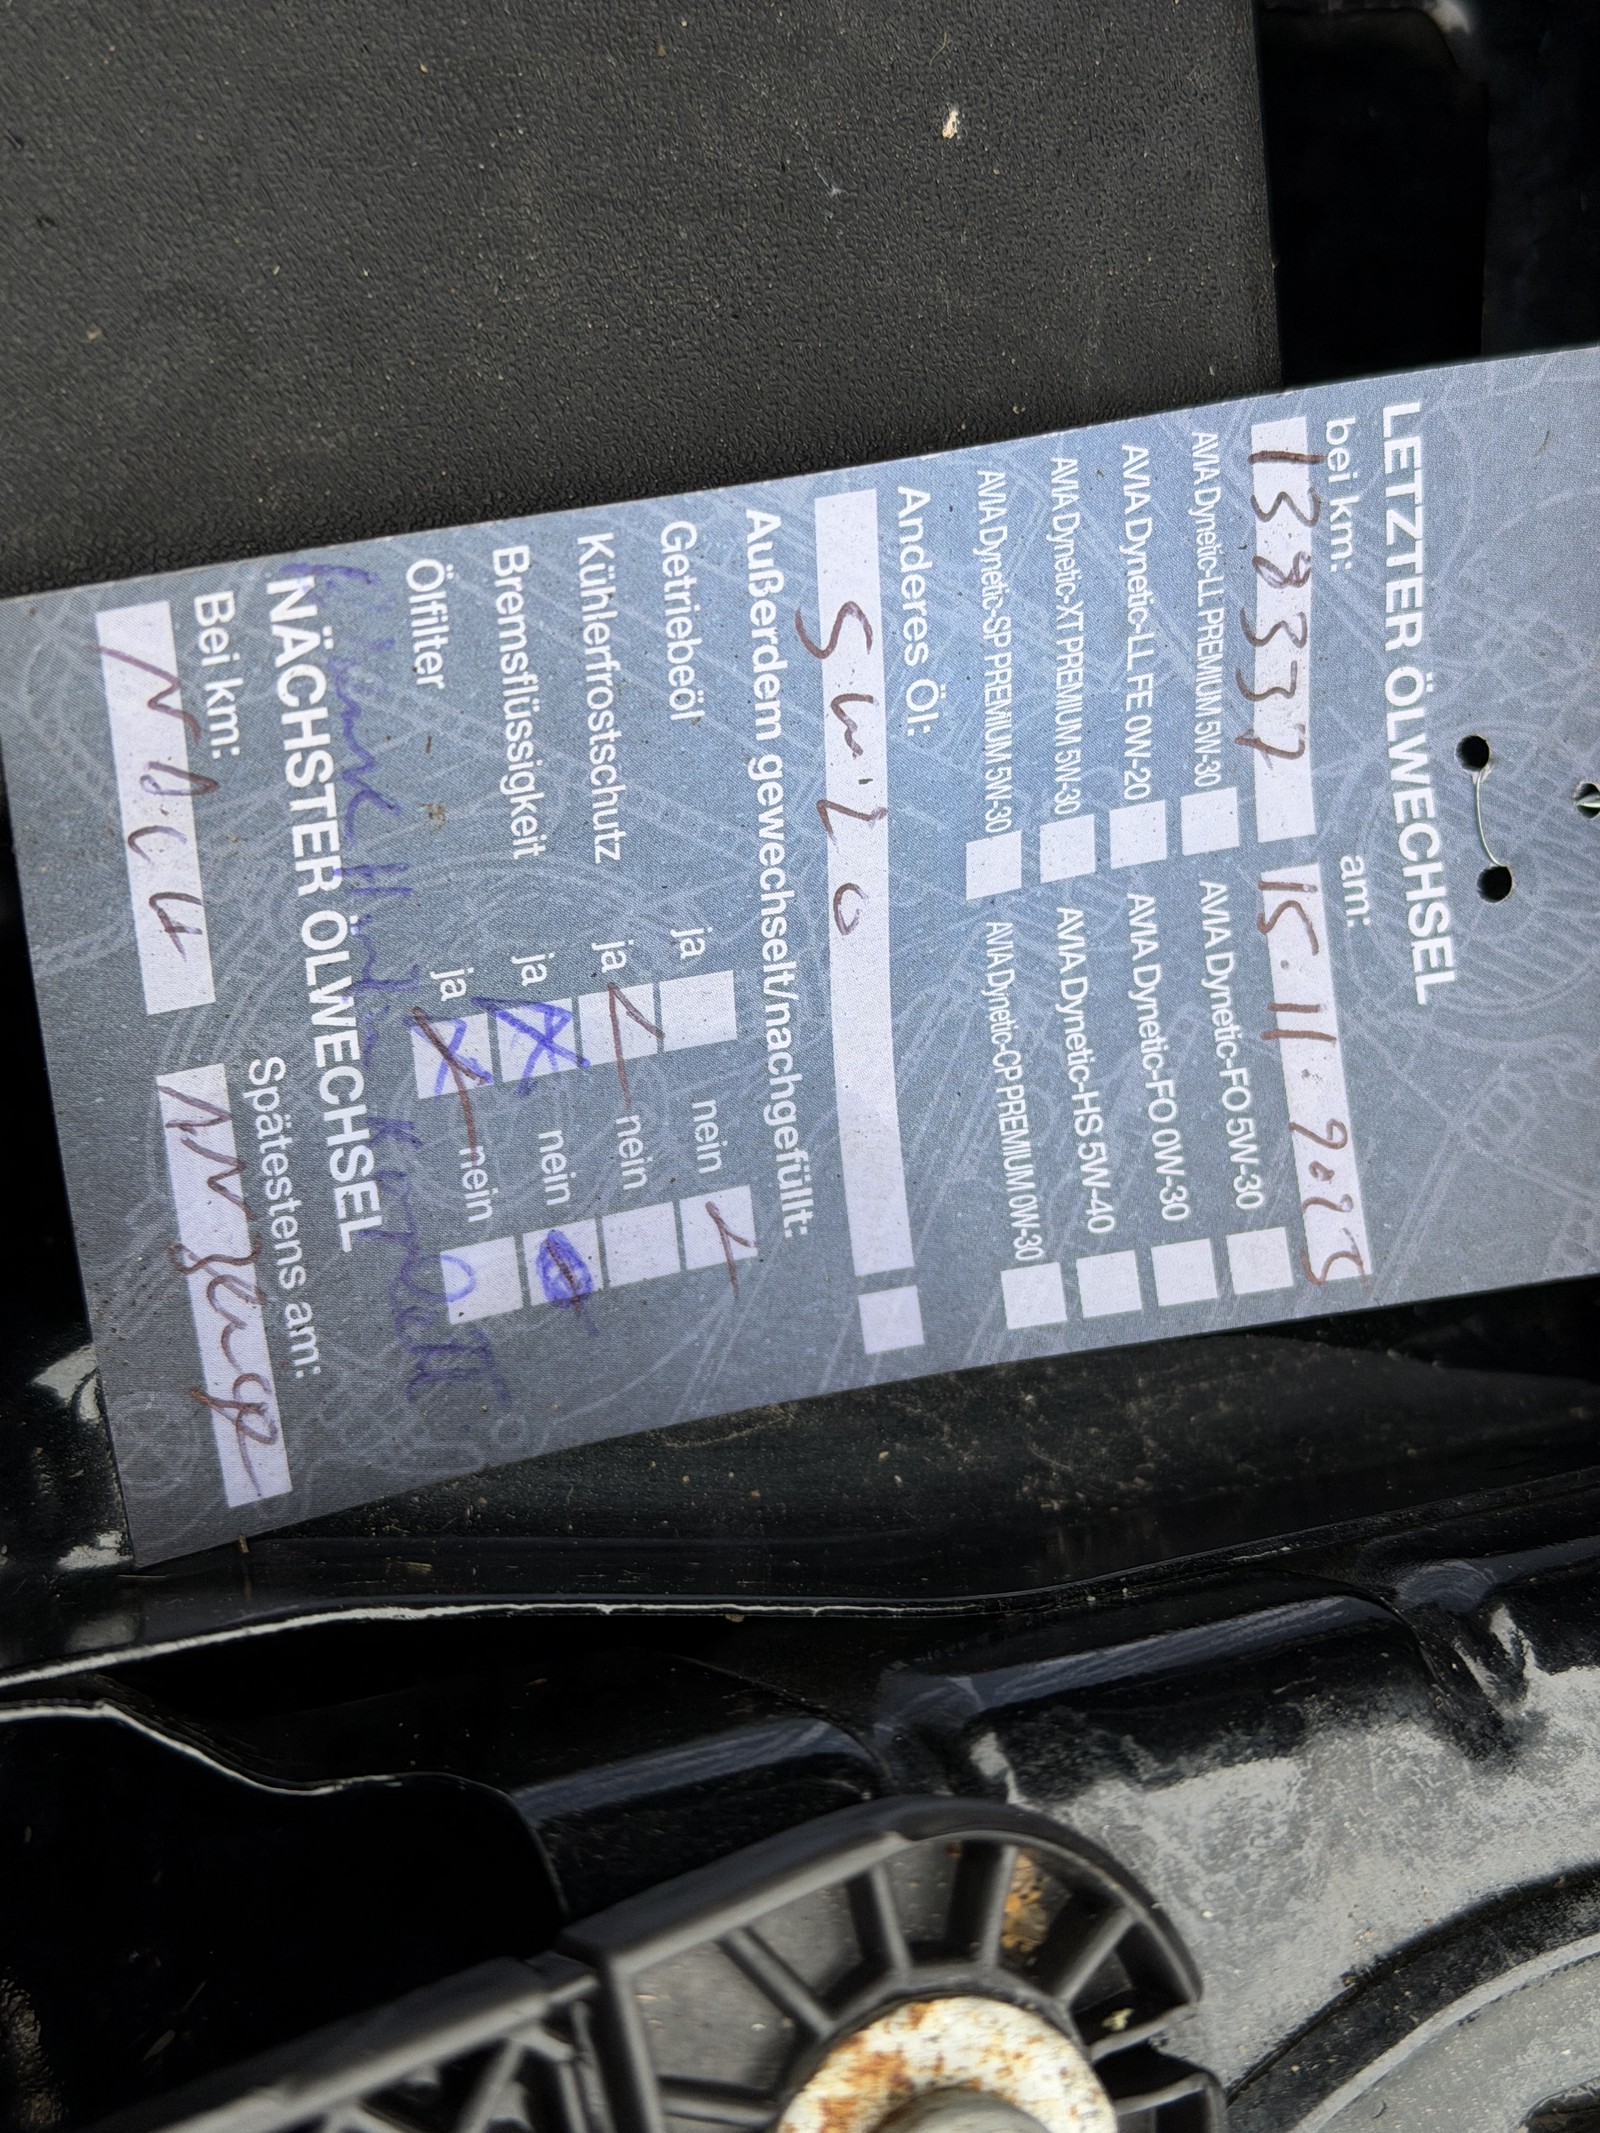 LETZTER ÖLWECHSEL
bei km: am:
139337 15.11.2025
AVIA Dynetic-LL PREMIUM 5W-30 AVIA Dynetic-FO 5W-30
AVIA Dynetic-LL FE 0W-20 AVIA Dynetic-FO 0W-30
AVIA Dynetic-XT PREMIUM 5W-30 AVIA Dynetic-HS 5W-40
AVIA Dynetic-SP PREMIUM 5W-30 AVIA Dynetic-CP PREMIUM 0W-30
Anderes Öl:
5W20
Außerdem gewechselt/nachgefüllt:
Getriebeöl ja nein
Kühlerfrostschutz ja nein
Bremsflüssigkeit ja nein
Ölfilter ja nein
NÄCHSTER ÖLWECHSEL
Bei km: Spätestens am:
NACH Anzeige